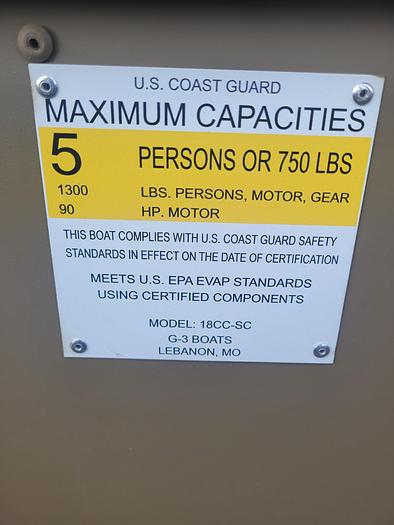 U.S. COAST GUARD
MAXIMUM CAPACITIES
5 PERSONS OR 750 LBS
1300 LBS. PERSONS, MOTOR, GEAR
90 HP. MOTOR
THIS BOAT COMPLIES WITH U.S. COAST GUARD SAFETY
STANDARDS IN EFFECT ON THE DATE OF CERTIFICATION
MEETS U.S. EPA EVAP STANDARDS
USING CERTIFIED COMPONENTS
MODEL: 18CC-SC
G-3 BOATS
LEBANON, MO